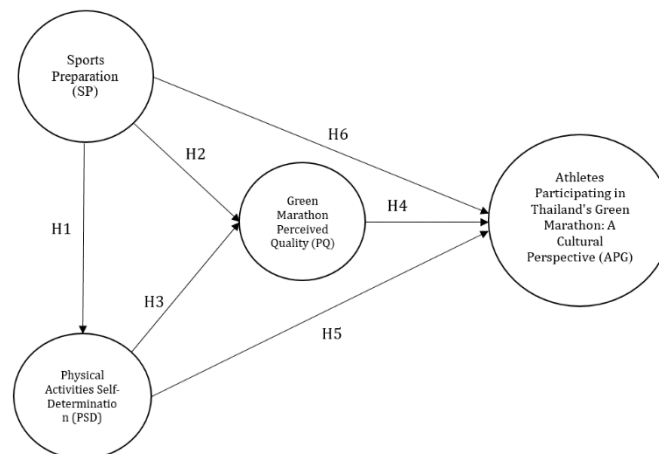 Sports
Preparation
(SP)
H6
H2
Athletes
Participating in
Thailand's Green
Marathon: A
Cultural
Perspective (APG)
Green
Marathon
Perceived
Quality (PQ)
H4
H1
H3
H5
Physical
Activities Self-
Determinatio
n (PSD)